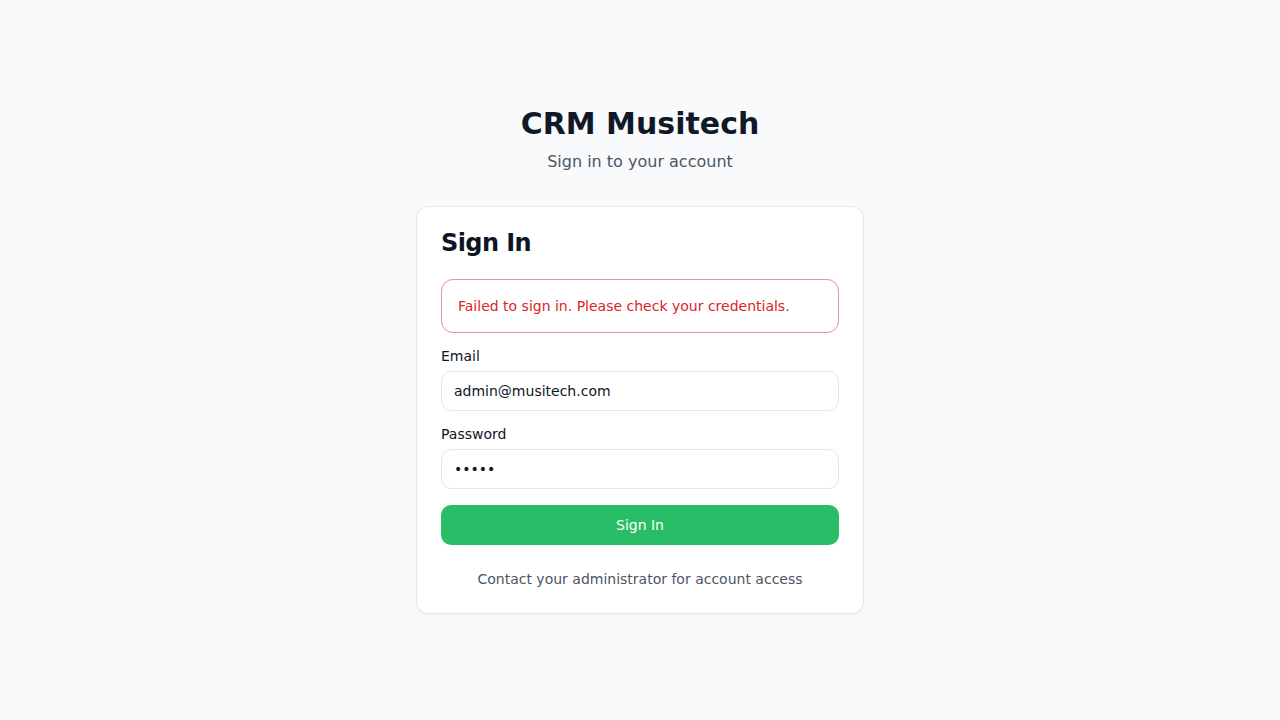 CRM Musitech
Sign in to your account
Sign In
Failed to sign in. Please check your credentials.
Email
admin@musitech.com
Password
•••••
Sign In
Contact your administrator for account access